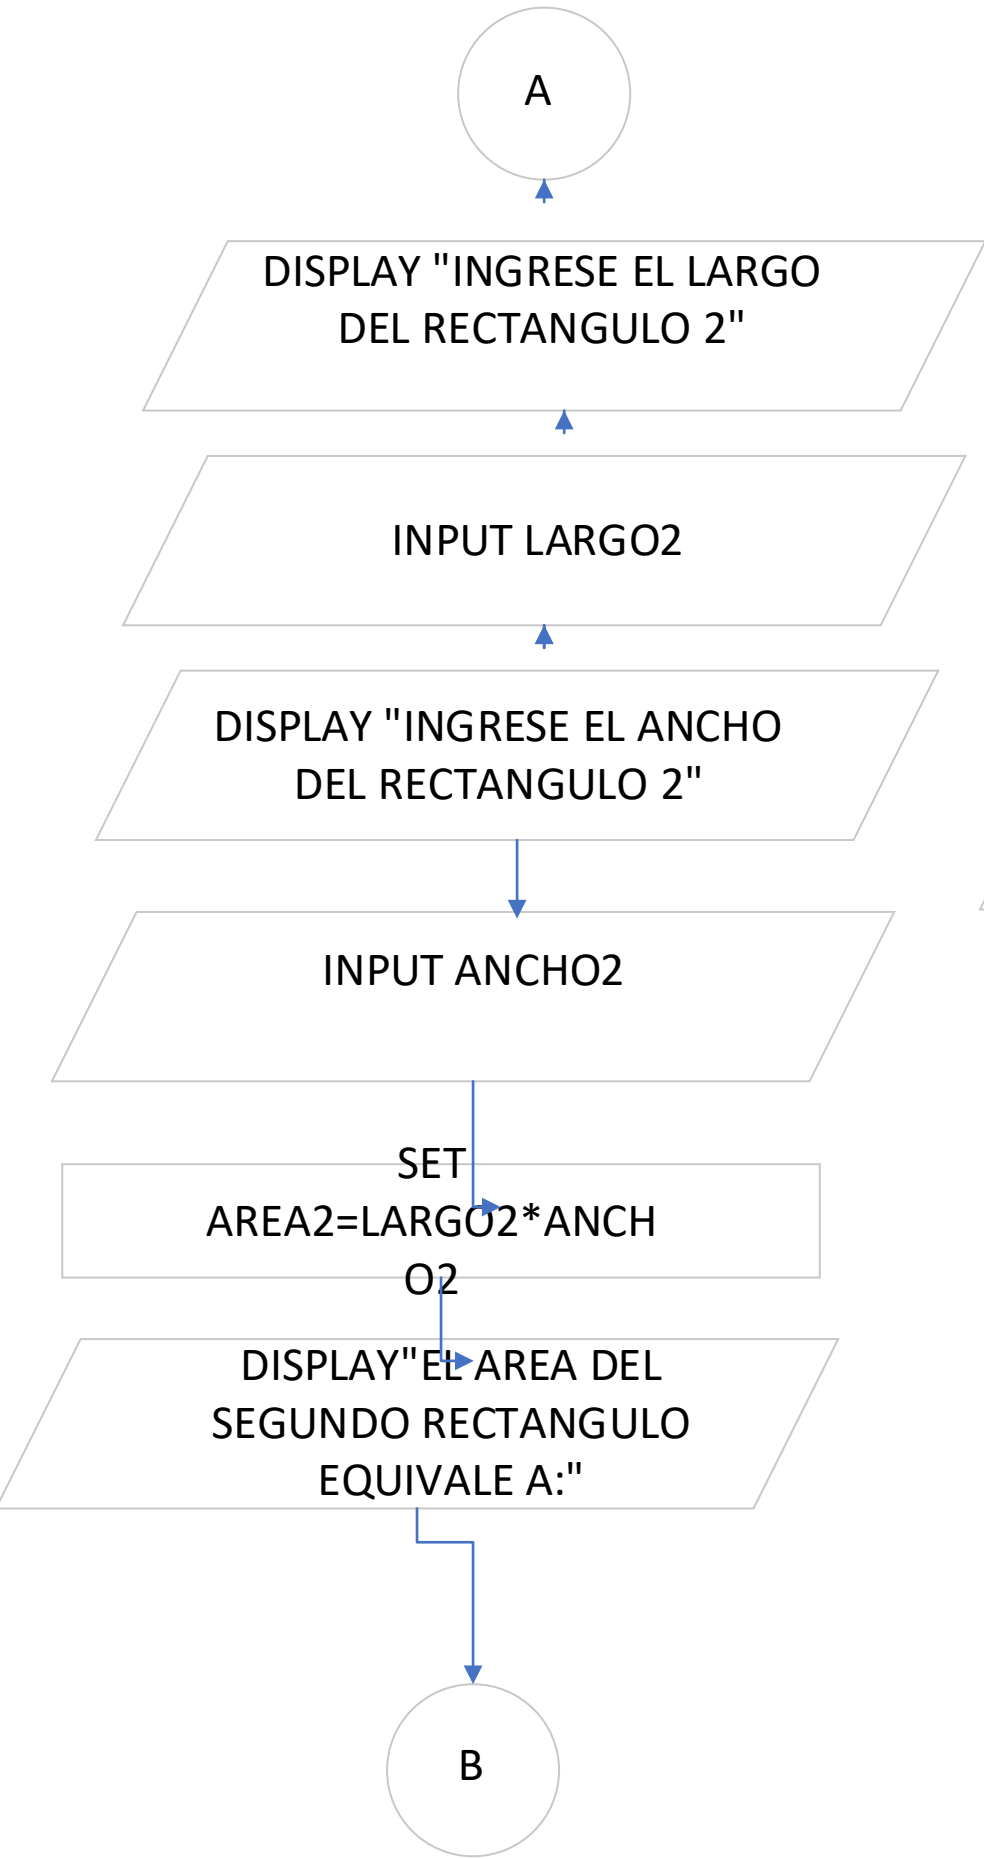 A
DISPLAY "INGRESE EL LARGO
DEL RECTANGULO 2"
INPUT LARGO2
DISPLAY "INGRESE EL ANCHO
DEL RECTANGULO 2"
INPUT ANCHO2
SET
AREA2=LARGO2*ANCH
O2
DISPLAY"EL AREA DEL
SEGUNDO RECTANGULO
EQUIVALE A:"
B